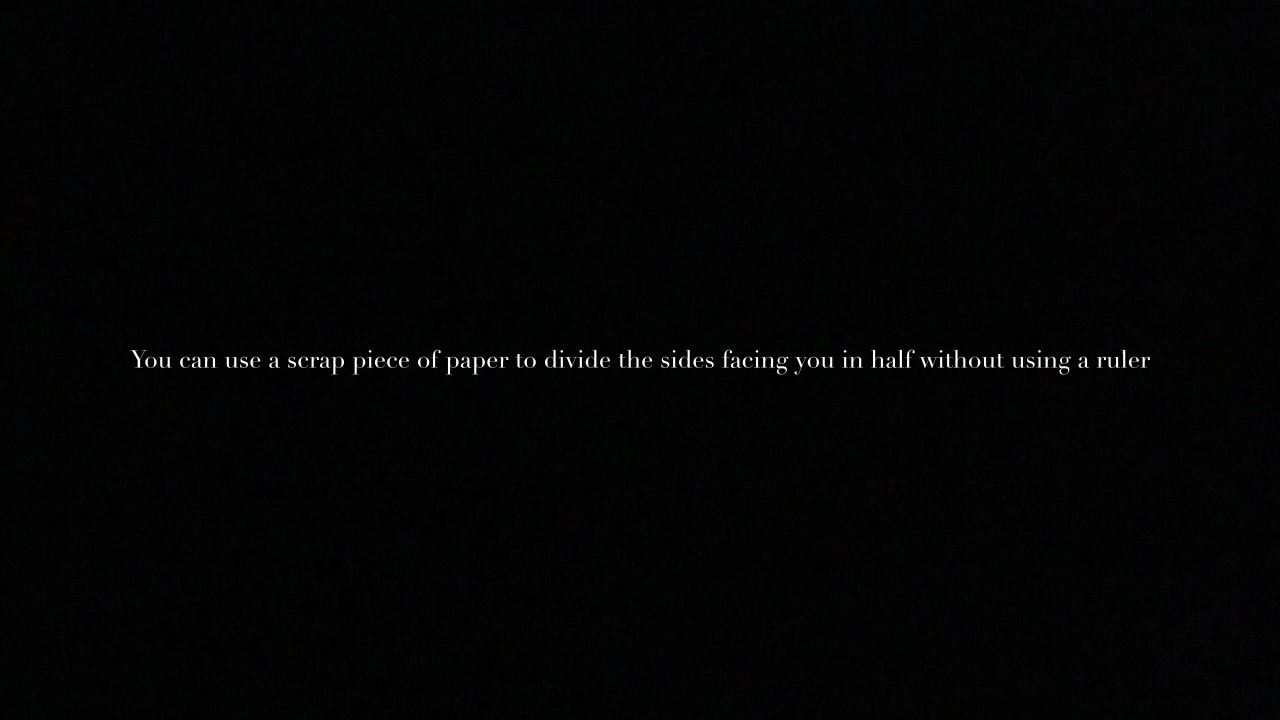 You can use a scrap piece of paper to divide the sides facing you in half without using a ruler